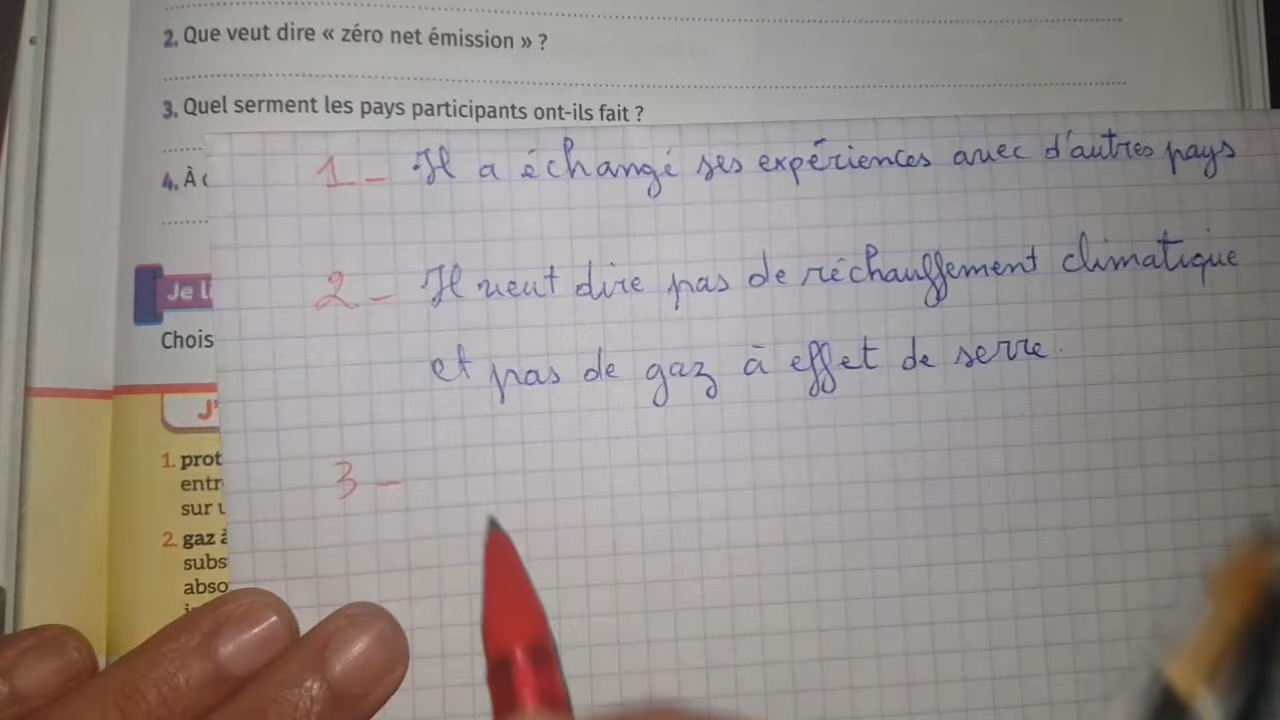 2. Que veut dire « zéro net émission » ?
3. Quel serment les pays participants ont-ils fait ?
4. À
1 - Il a échangé ses expériences avec d'autres pays
2 - Il veut dire pas de réchauffement climatique
et pas de gaz à effet de serre.
3 -
Je l
Chois
J'
1. prot
entr
sur u
2. gaz à
subs
abso